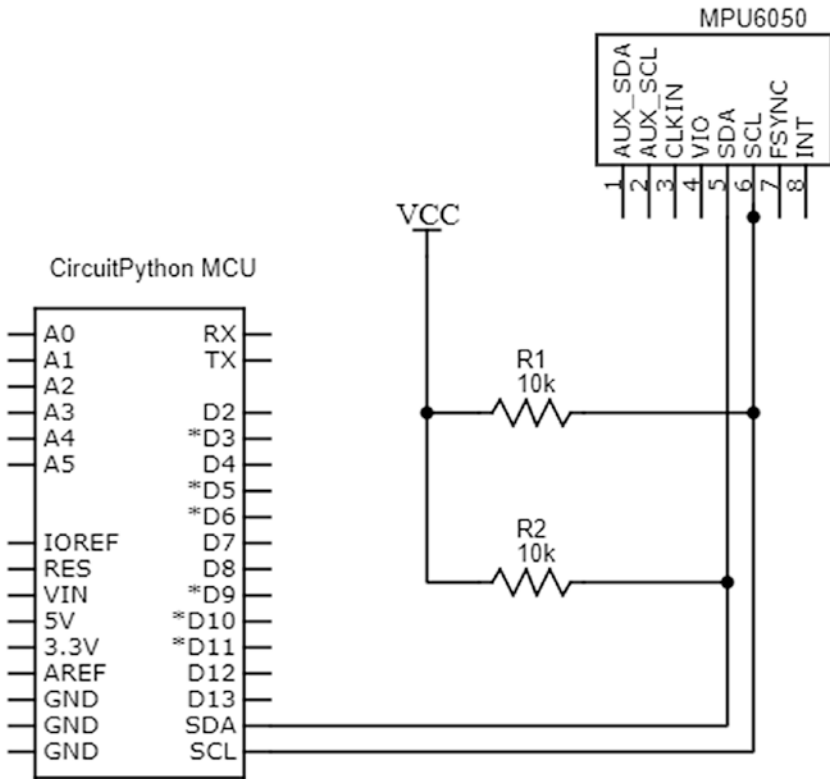 MPU6050
AUX_SDA
AUX_SCL
CLKIN
VIO
SDA
SCL
FSYNC
INT
1
2
3
4
5
6
7
8
VCC
CircuitPython MCU
A0 RX
A1 TX
A2
A3 D2
A4 *D3
A5 D4
*D5
*D6
IOREF D7
RES D8
VIN *D9
5V *D10
3.3V *D11
AREF D12
GND D13
GND SDA
GND SCL
R1
10k
R2
10k